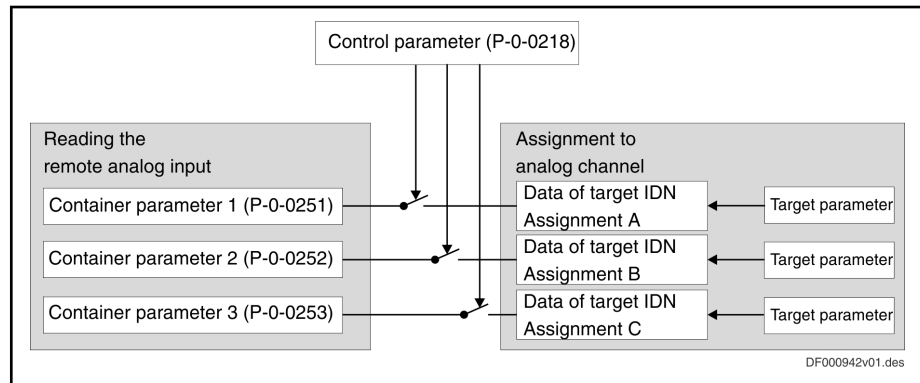 Control parameter (P-0-0218)
Reading the
remote analog input
Container parameter 1 (P-0-0251)
Container parameter 2 (P-0-0252)
Container parameter 3 (P-0-0253)
Assignment to
analog channel
Data of target IDN
Assignment A
Target parameter
Data of target IDN
Assignment B
Target parameter
Data of target IDN
Assignment C
Target parameter
DF000942v01.des